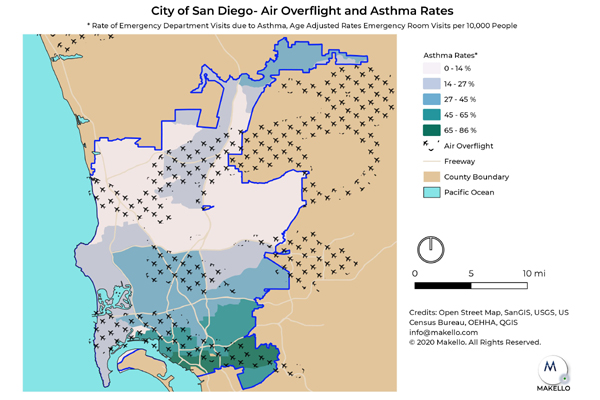 City of San Diego- Air Overflight and Asthma Rates
* Rate of Emergency Department Visits due to Asthma, Age Adjusted Rates Emergency Room Visits per 10,000 People
Asthma Rates*
0 - 14 %
14 - 27 %
27 - 45 %
45 - 65 %
65 - 86 %
Air Overflight
Freeway
County Boundary
Pacific Ocean
0 5 10 mi
Credits: Open Street Map, SanGIS, USGS, US
Census Bureau, OEHHA, QGIS
info@makello.com
© 2020 Makello. All Rights Reserved.
M
MAKELLO